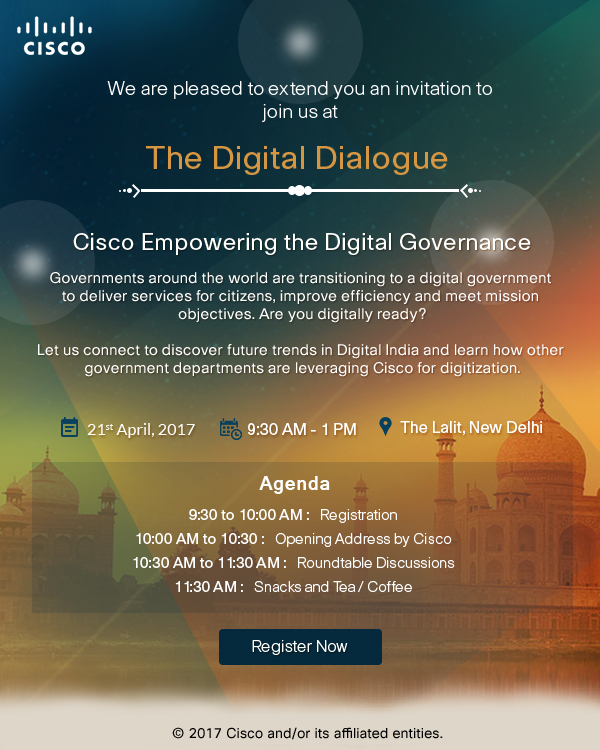 CISCO
We are pleased to extend you an invitation to
join us at
The Digital Dialogue
Cisco Empowering the Digital Governance
Governments around the world are transitioning to a digital government
to deliver services for citizens, improve efficiency and meet mission
objectives. Are you digitally ready?
Let us connect to discover future trends in Digital India and learn how other
government departments are leveraging Cisco for digitization.
21st April, 2017 9:30 AM - 1 PM The Lalit, New Delhi
Agenda
9:30 to 10:00 AM : Registration
10:00 AM to 10:30 : Opening Address by Cisco
10:30 AM to 11:30 AM : Roundtable Discussions
11:30 AM : Snacks and Tea / Coffee
Register Now
© 2017 Cisco and/or its affiliated entities.